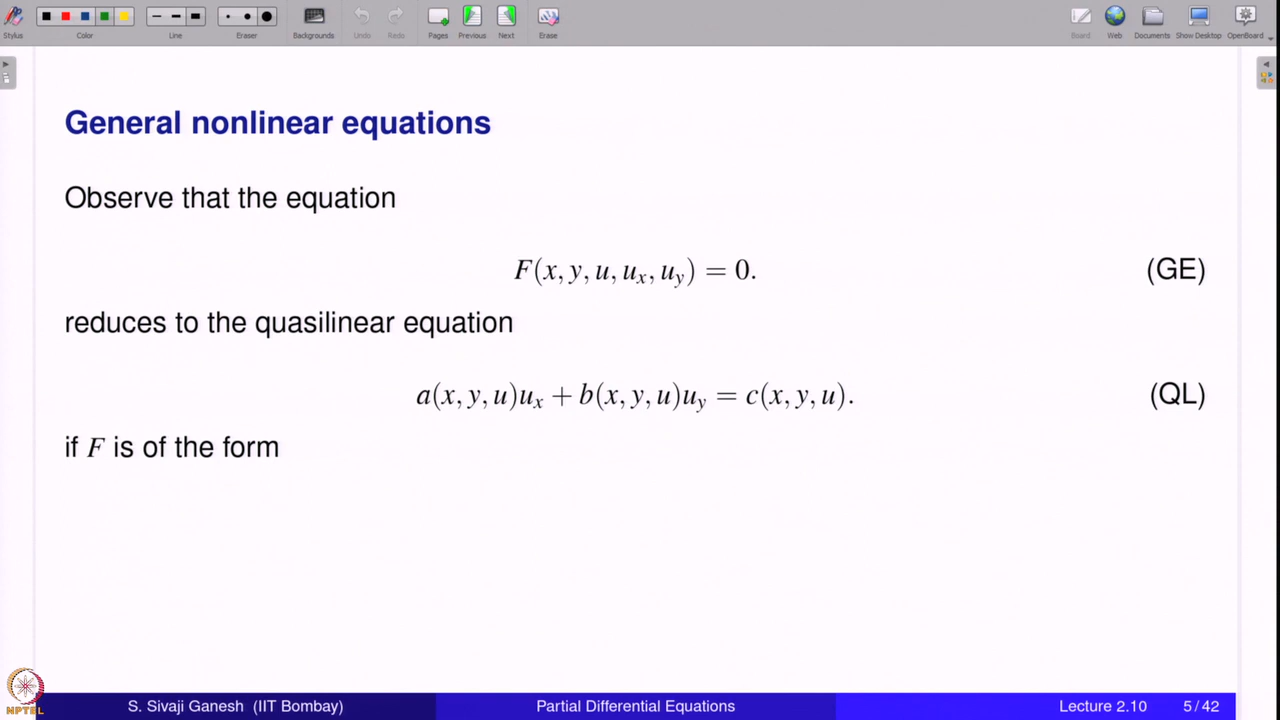 Stylus Color Line Eraser Backgrounds Undo Redo Pages Previous Next Erase Board Web Documents Show Desktop OpenBoard
General nonlinear equations
Observe that the equation
F(x, y, u, u_x, u_y) = 0. (GE)
reduces to the quasilinear equation
a(x, y, u)u_x + b(x, y, u)u_y = c(x, y, u). (QL)
if F is of the form
NPTEL
S. Sivaji Ganesh (IIT Bombay) Partial Differential Equations Lecture 2.10 5 / 42